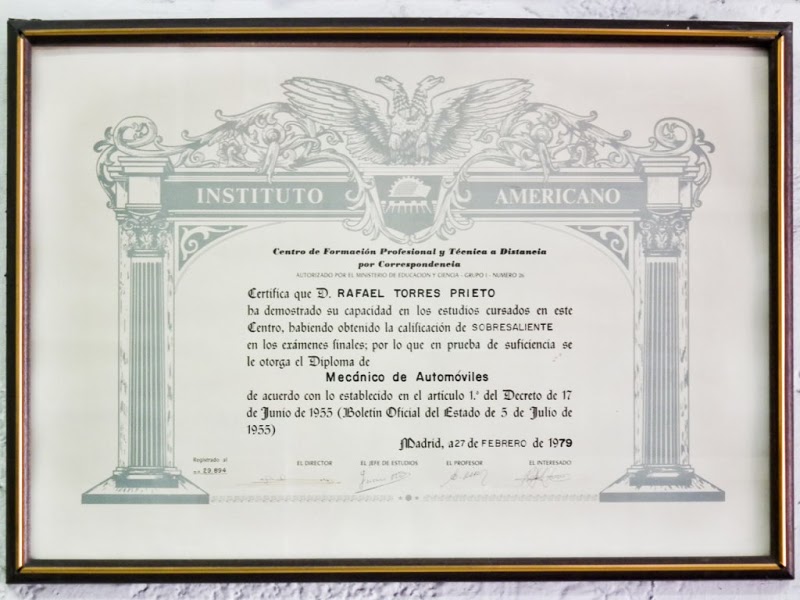 INSTITUTO AMERICANO
Centro de Formación Profesional y Técnica a Distancia
por Correspondencia
AUTORIZADO POR EL MINISTERIO DE EDUCACION Y CIENCIA - GRUPO I - NUMERO 26
Certifica que D. RAFAEL TORRES PRIETO
ha demostrado su capacidad en los estudios cursados en este
Centro, habiendo obtenido la calificación de SOBRESALIENTE
en los exámenes finales; por lo que en prueba de suficiencia se
le otorga el Diploma de
Mecánico de Automóviles
de acuerdo con lo establecido en el artículo 1.º del Decreto de 17
de Junio de 1955 (Boletín Oficial del Estado de 5 de Julio de
1955)
Madrid, a 27 de FEBRERO de 1979
Registrado al EL DIRECTOR EL JEFE DE ESTUDIOS EL PROFESOR EL INTERESADO